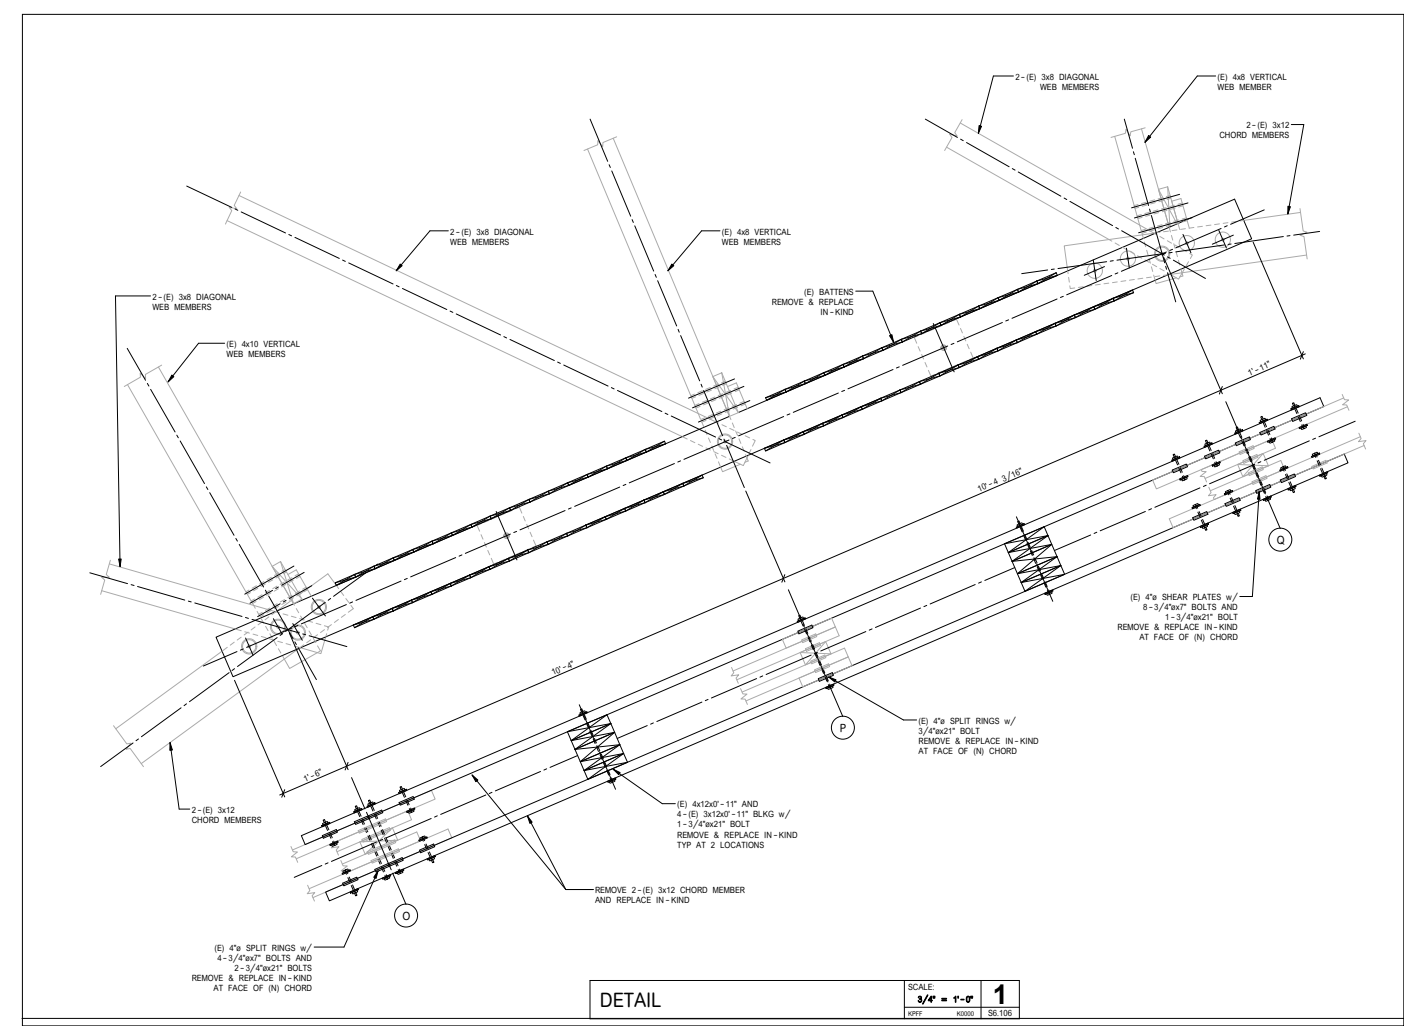 2-(E) 3x8 DIAGONAL
WEB MEMBERS
(E) 4x8 VERTICAL
WEB MEMBER
2-(E) 3x12
CHORD MEMBERS
2-(E) 3x8 DIAGONAL
WEB MEMBERS
(E) 4x8 VERTICAL
WEB MEMBERS
(E) BATTENS
REMOVE & REPLACE
IN-KIND
2-(E) 3x8 DIAGONAL
WEB MEMBERS
(E) 4x10 VERTICAL
WEB MEMBERS
1'-11"
10'-4 3/16"
10'-4"
1'-6"
Q
(E) 4"ø SHEAR PLATES w/
8-3/4"øx7" BOLTS AND
1-3/4"øx21" BOLT
REMOVE & REPLACE IN-KIND
AT FACE OF (N) CHORD
P
(E) 4"ø SPLIT RINGS w/
3/4"øx21" BOLT
REMOVE & REPLACE IN-KIND
AT FACE OF (N) CHORD
2-(E) 3x12
CHORD MEMBERS
(E) 4x12x0'-11" AND
4-(E) 3x12x0'-11" BLKG w/
1-3/4"øx21" BOLT
REMOVE & REPLACE IN-KIND
TYP AT 2 LOCATIONS
REMOVE 2-(E) 3x12 CHORD MEMBER
AND REPLACE IN-KIND
O
(E) 4"ø SPLIT RINGS w/
4-3/4"øx7" BOLTS AND
2-3/4"øx21" BOLTS
REMOVE & REPLACE IN-KIND
AT FACE OF (N) CHORD
DETAIL
SCALE:
3/4" = 1'-0"
1
KPFF K0000 S6.106